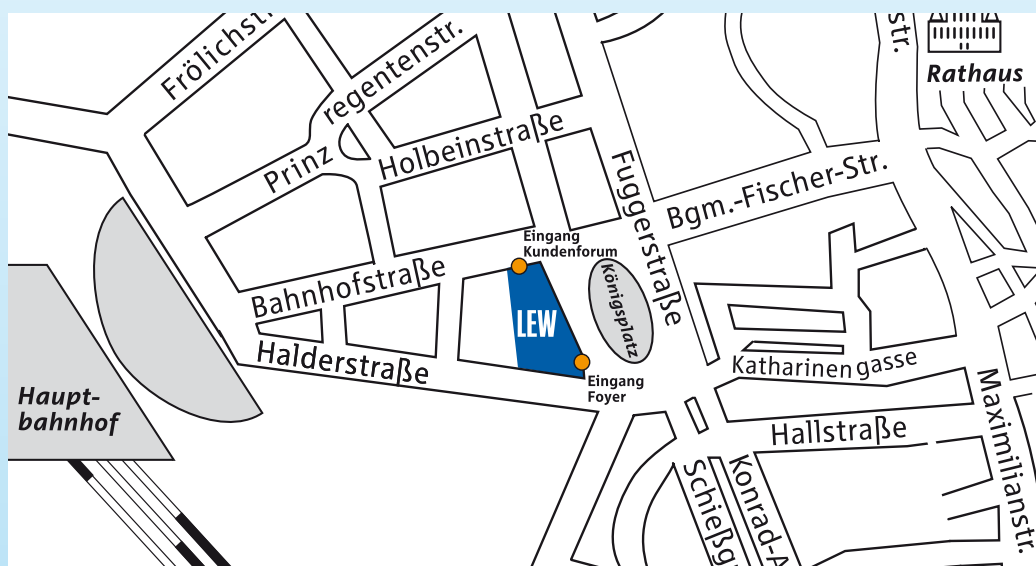 Frölichstr.
str.
Rathaus
Prinz regentenstr.
Holbeinstraße
Fuggerstraße
Bgm.-Fischer-Str.
Eingang
Kundenforum
Bahnhofstraße
Königsplatz
LEW
Halderstraße
Katharinengasse
Eingang
Foyer
Haupt-
bahnhof
Hallstraße
Maximilianstr.
Schießg
Konrad-A